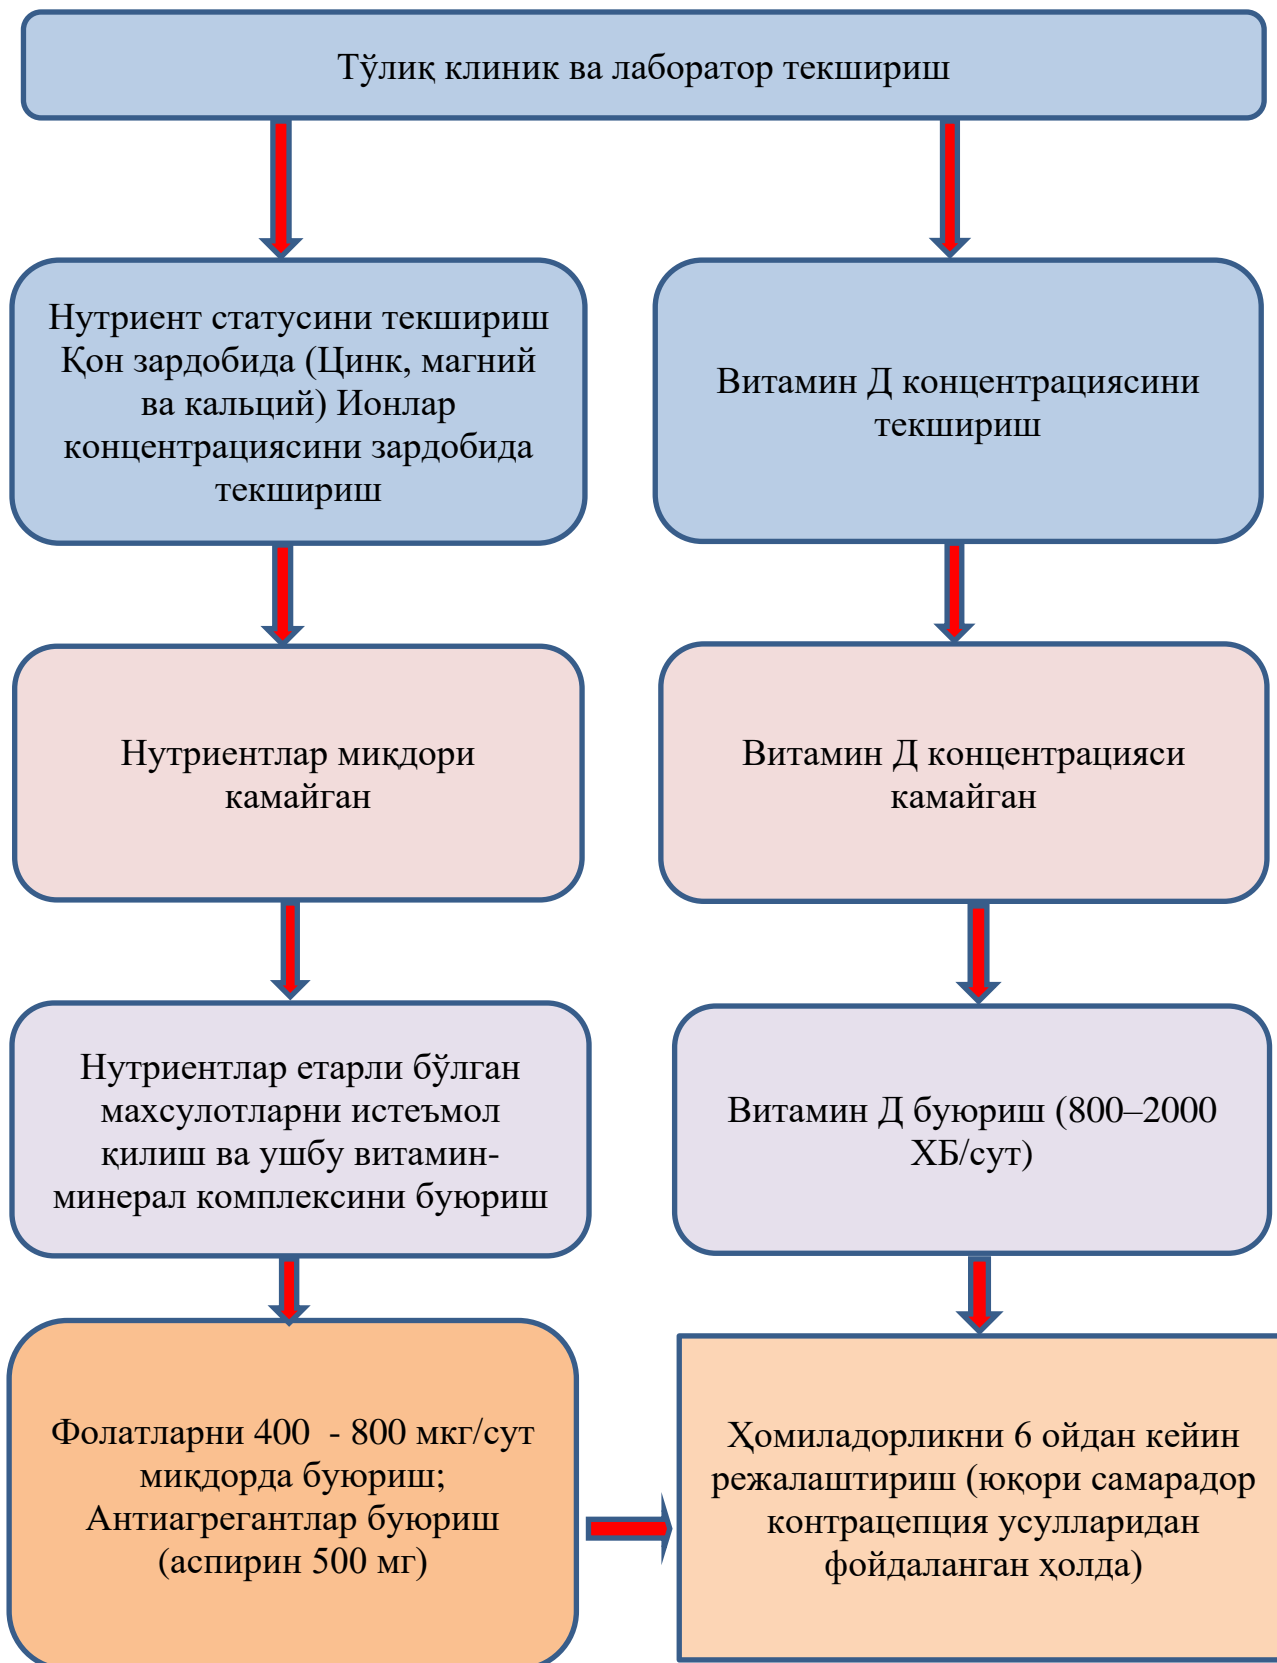 Тўлиқ клиник ва лаборатор текшириш
Нутриент статусини текшириш
Қон зардобида (Цинк, магний
ва кальций) Ионлар
концентрациясини зардобида
текшириш
Витамин Д концентрациясини
текшириш
Нутриентлар миқдори
камайган
Витамин Д концентрацияси
камайган
Нутриентлар етарли бўлган
махсулотларни истеъмол
қилиш ва ушбу витамин-
минерал комплексини буюриш
Витамин Д буюриш (800–2000
ХБ/сут)
Фолатларни 400  - 800 мкг/сут
миқдорда буюриш;
Антиагрегантлар буюриш
(аспирин 500 мг)
Ҳомиладорликни 6 ойдан кейин
режалаштириш (юқори самарадор
контрацепция усулларидан
фойдаланган ҳолда)